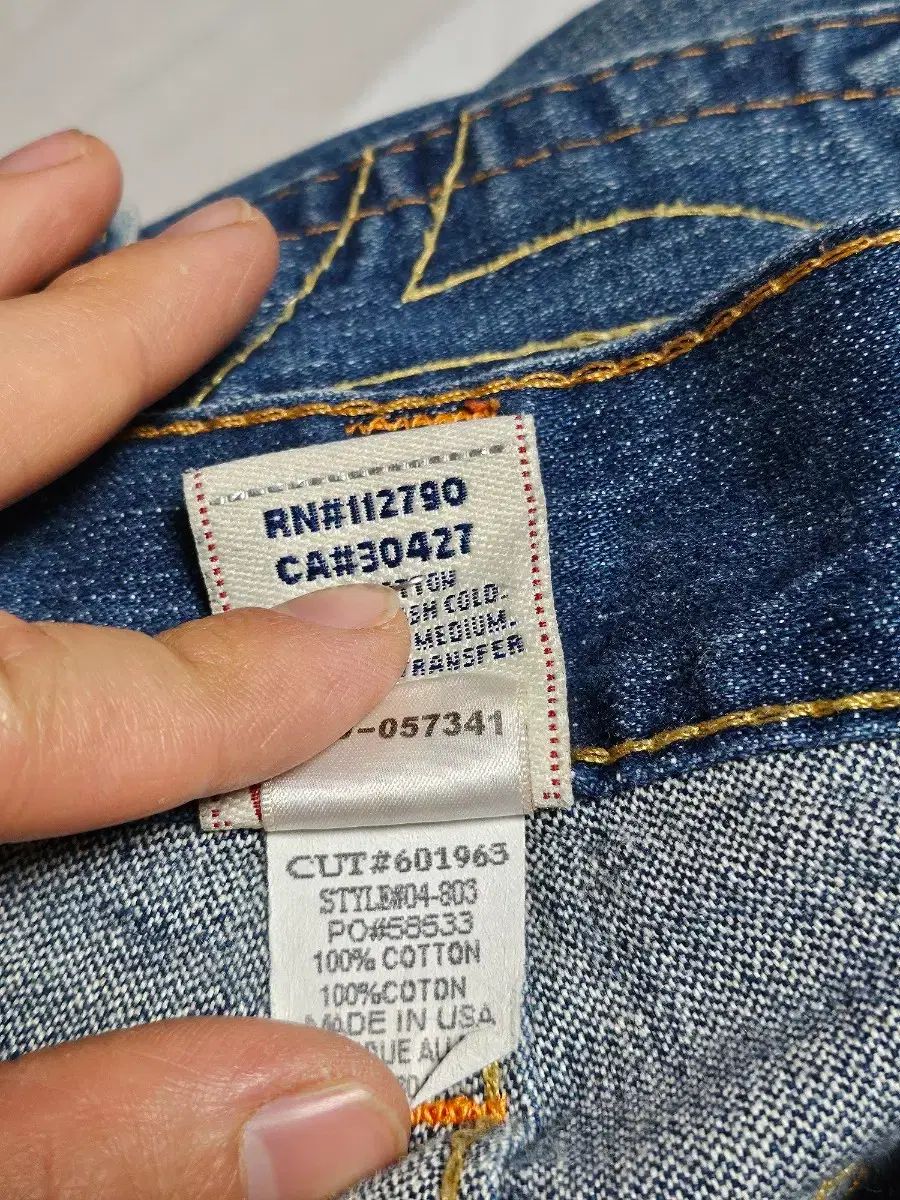 RN#112790
CA#30427
COLD.
MEDIUM.
TRANSFER
-057341
CUT#601963
STYLE#04-803
PO#58533
100% COTTON
100%COTON
MADE IN USA